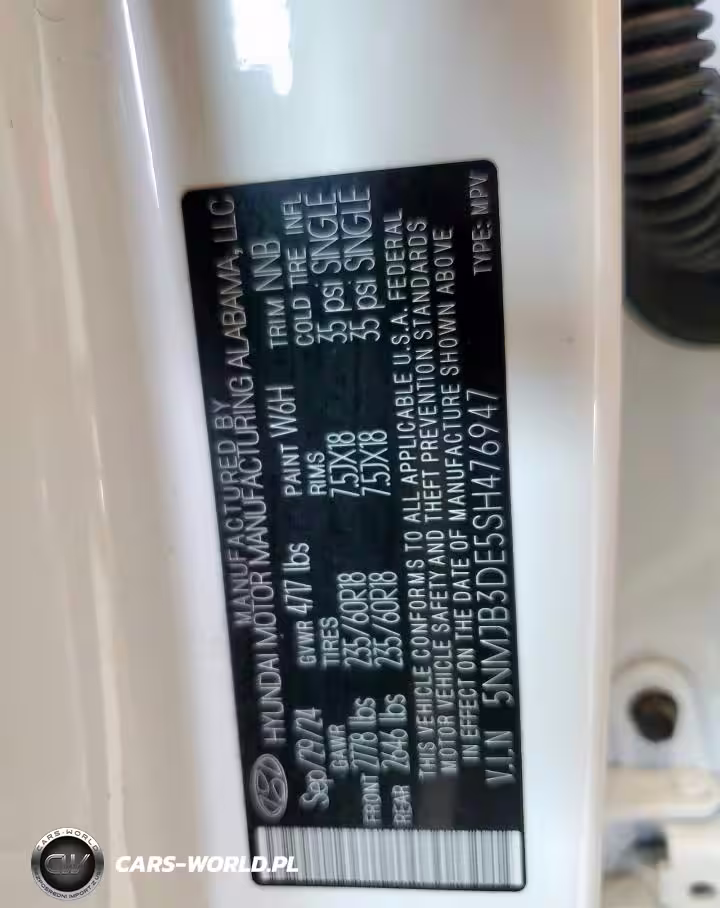 MANUFACTURED BY
HYUNDAI MOTOR MANUFACTURING ALABAMA, LLC
Sep/29/24 GVWR 4717 lbs PAINT W6H TRIM NNB
GAWR TIRES RIMS COLD TIRE INFL
FRONT 2778 lbs 235/60R18 7.5JX18 35 psi SINGLE
REAR 2646 lbs 235/60R18 7.5JX18 35 psi SINGLE
THIS VEHICLE CONFORMS TO ALL APPLICABLE U.S.A. FEDERAL
MOTOR VEHICLE SAFETY AND THEFT PREVENTION STANDARDS
IN EFFECT ON THE DATE OF MANUFACTURE SHOWN ABOVE
V.I.N 5NMJB3DE5SH476947 TYPE: MPV
CARS-WORLD
CW
CARS-WORLD.PL